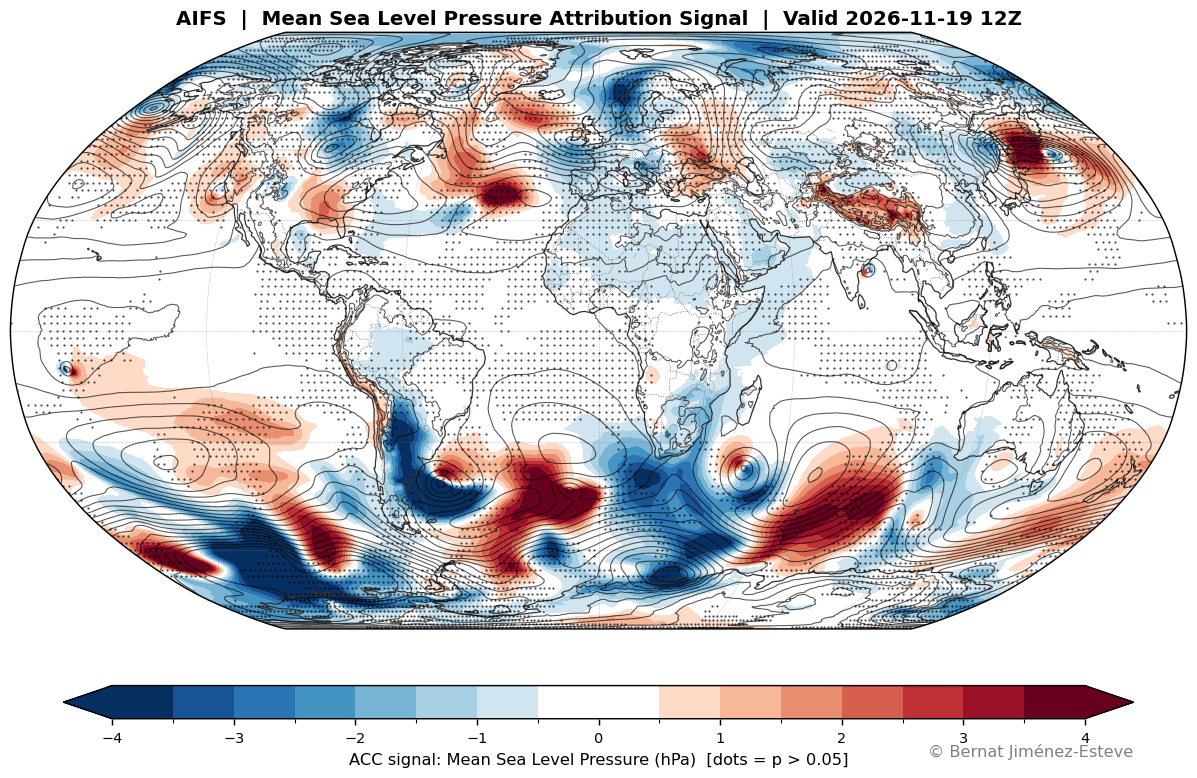 AIFS | Mean Sea Level Pressure Attribution Signal | Valid 2026-11-19 12Z
−4 −3 −2 −1 0 1 2 3 4
ACC signal: Mean Sea Level Pressure (hPa) [dots = p > 0.05]
© Bernat Jiménez-Esteve